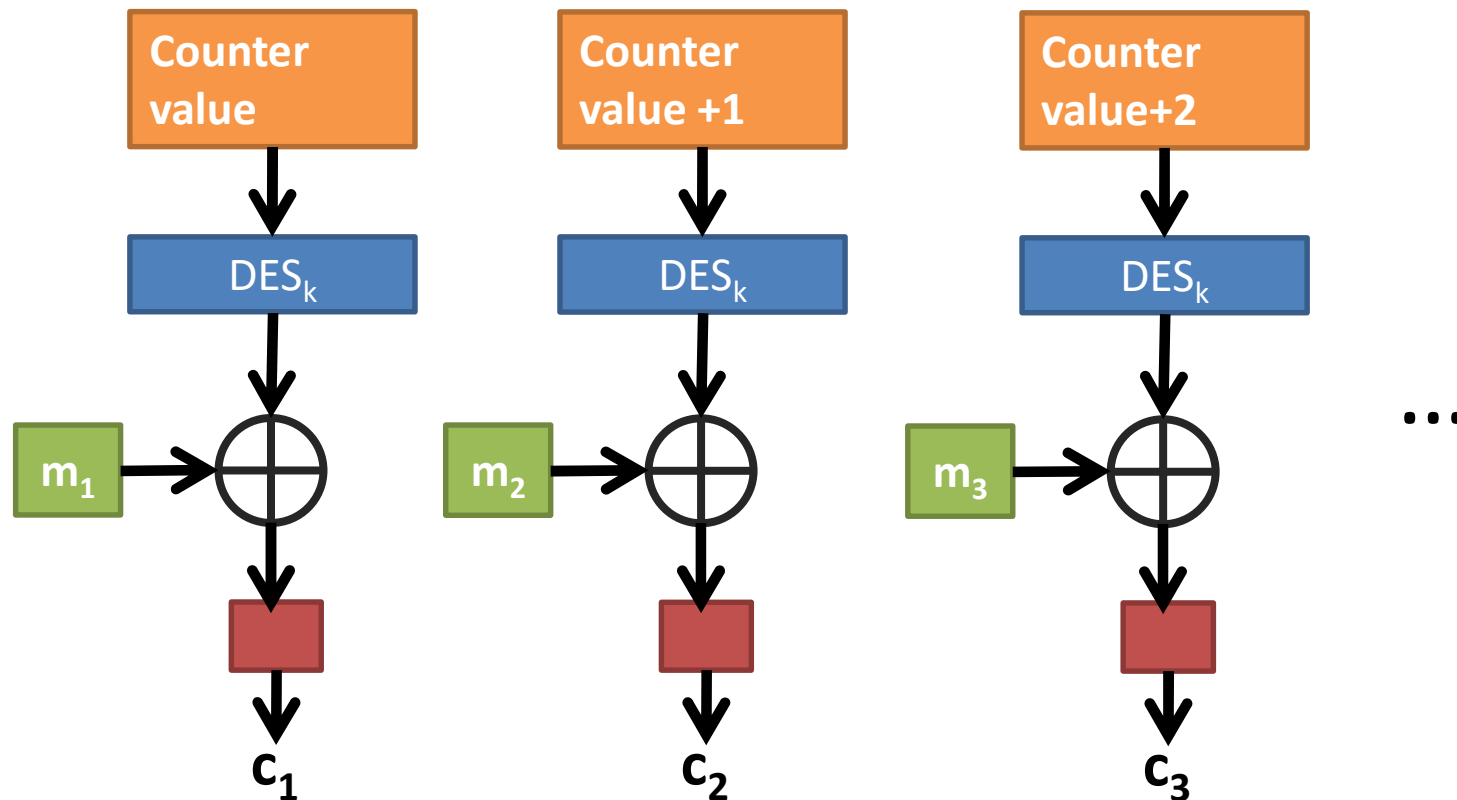 Counter
value
Counter
value +1
Counter
value+2
DESₖ
DESₖ
DESₖ
m₁
m₂
m₃
...
c₁
c₂
c₃